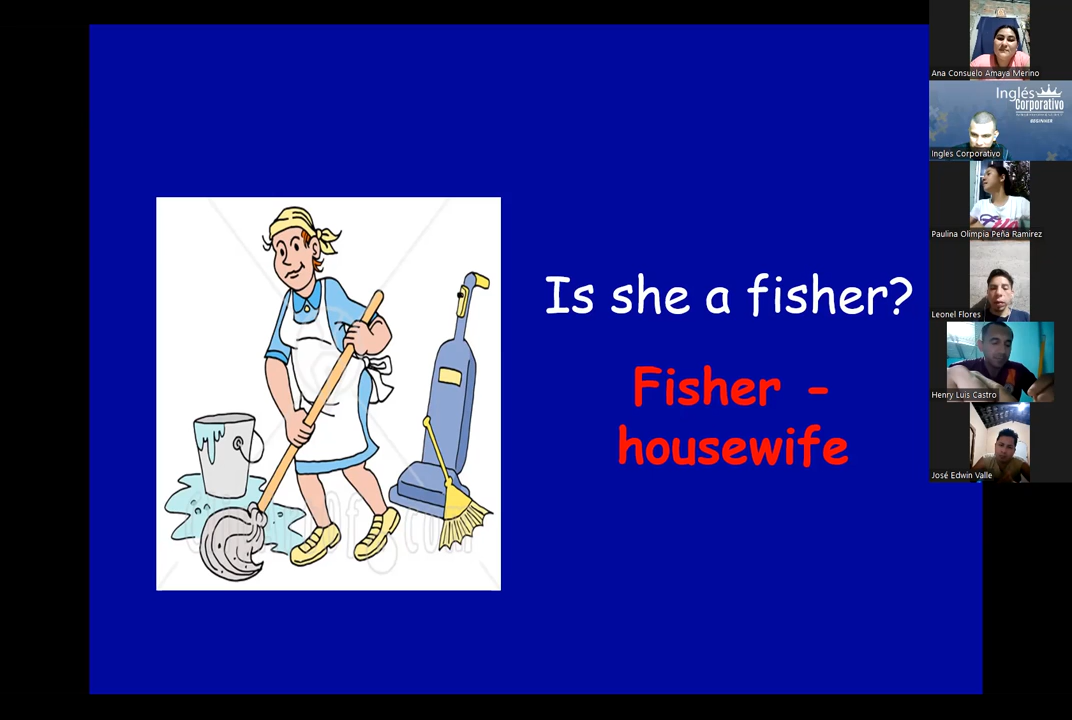 Is she a fisher?
Fisher -
housewife
Ana Consuelo Amaya Merino
Inglés
Corporativo
BEGINNER
Ingles Corporativo
Paulina Olimpia Peña Ramirez
Leonel Flores
Henry Luis Castro
José Edwin Valle